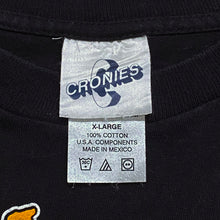 CRONIES
X-LARGE
100% COTTON
U.S.A. COMPONENTS
MADE IN MEXICO